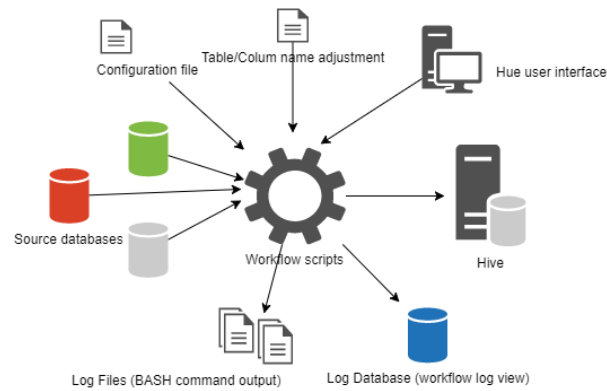 Table/Colum name adjustment
Configuration file
Hue user interface
Source databases
Workflow scripts
Hive
Log Files (BASH command output)
Log Database (workflow log view)